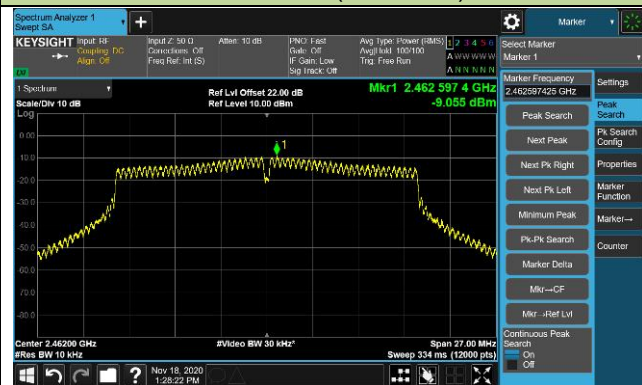 Spectrum Analyzer 1
Swept SA
Marker
KEYSIGHT
Input: RF
Coupling: DC
Align: Off
Input Z: 50 Ω
Corrections: Off
Freq Ref: Int (S)
Atten: 10 dB
PNO: Fast
Gate: Off
IF Gain: Low
Sig Track: Off
Avg Type: Power (RMS)
Avg|Hold: 100/100
Trig: Free Run
1 2 3 4 5 6
A W W W W W
A N N N N N
Select Marker
Marker 1
1 Spectrum
Scale/Div 10 dB
Log
Ref Lvl Offset 22.00 dB
Ref Level 10.00 dBm
Mkr1 2.462 597 4 GHz
-9.055 dBm
Marker Frequency
2.462597425 GHz
Settings
Peak Search
Next Peak
Next Pk Right
Next Pk Left
Minimum Peak
Pk-Pk Search
Marker Delta
Mkr→CF
Mkr→Ref Lvl
Continuous Peak
Search
On
Off
Peak
Search
Pk Search
Config
Properties
Marker
Function
Marker→
Counter
0.00
-10.0
-20.0
-30.0
-40.0
-50.0
-70.0
-80.0
1
Center 2.46200 GHz
#Res BW 10 kHz
#Video BW 30 kHz*
Span 27.00 MHz
Sweep 334 ms (12000 pts)
Nov 18, 2020
1:28:22 PM